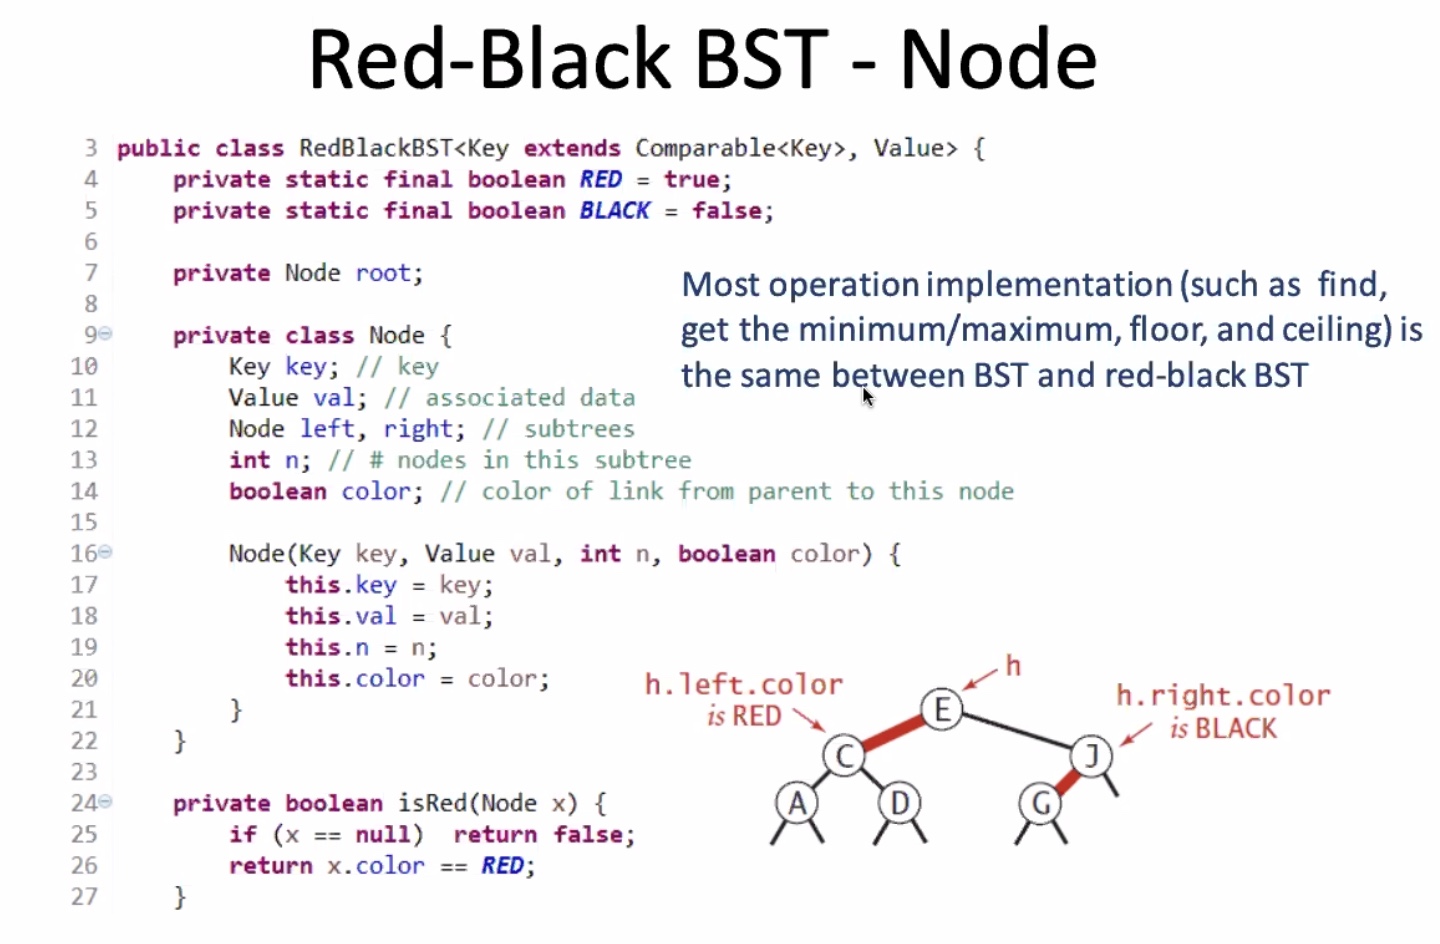 Red-Black BST - Node
3 public class RedBlackBST<Key extends Comparable<Key>, Value> {
4     private static final boolean RED = true;
5     private static final boolean BLACK = false;
6
7     private Node root;
8
9     private class Node {
10         Key key; // key
11         Value val; // associated data
12         Node left, right; // subtrees
13         int n; // # nodes in this subtree
14         boolean color; // color of link from parent to this node
15
16         Node(Key key, Value val, int n, boolean color) {
17             this.key = key;
18             this.val = val;
19             this.n = n;
20             this.color = color;
21         }
22     }
23
24     private boolean isRed(Node x) {
25         if (x == null)  return false;
26         return x.color == RED;
27     }
Most operation implementation (such as find,
get the minimum/maximum, floor, and ceiling) is
the same between BST and red-black BST
h
h.left.color
is RED
h.right.color
is BLACK
E
C
J
A
D
G